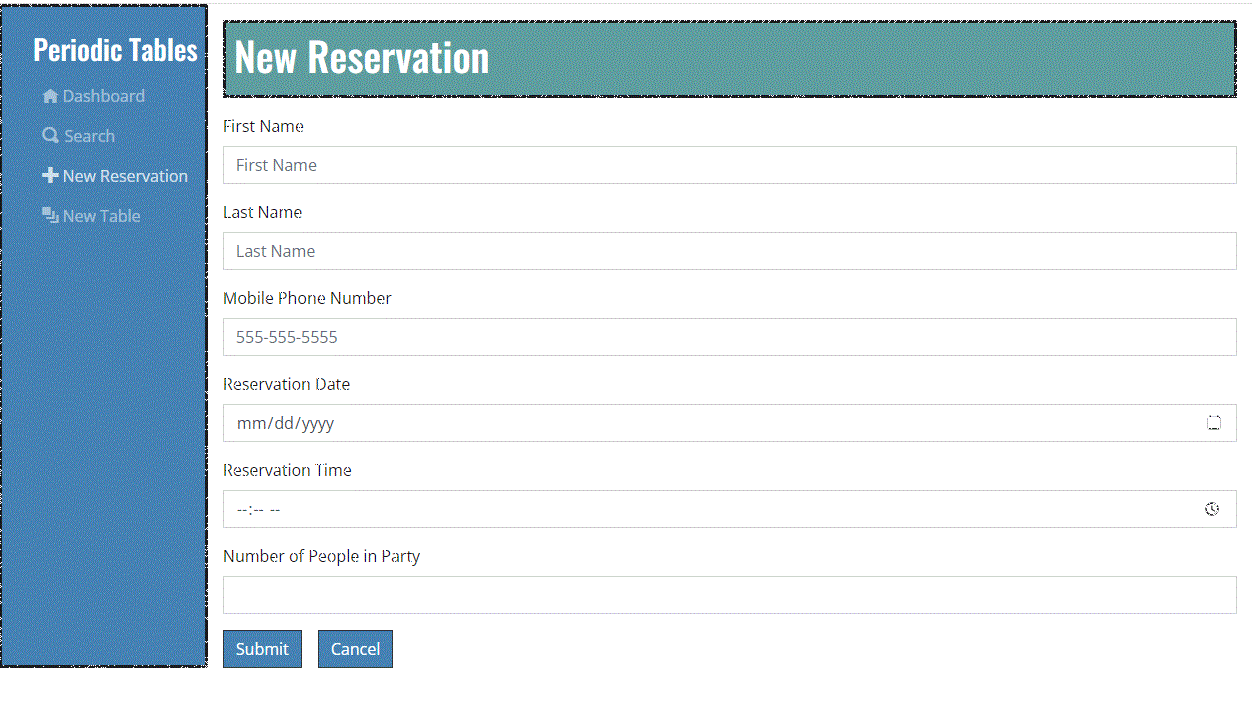 Periodic Tables
Dashboard
Search
New Reservation
New Table
New Reservation
First Name
First Name
Last Name
Last Name
Mobile Phone Number
555-555-5555
Reservation Date
mm/dd/yyyy
Reservation Time
--:-- --
Number of People in Party
Submit
Cancel